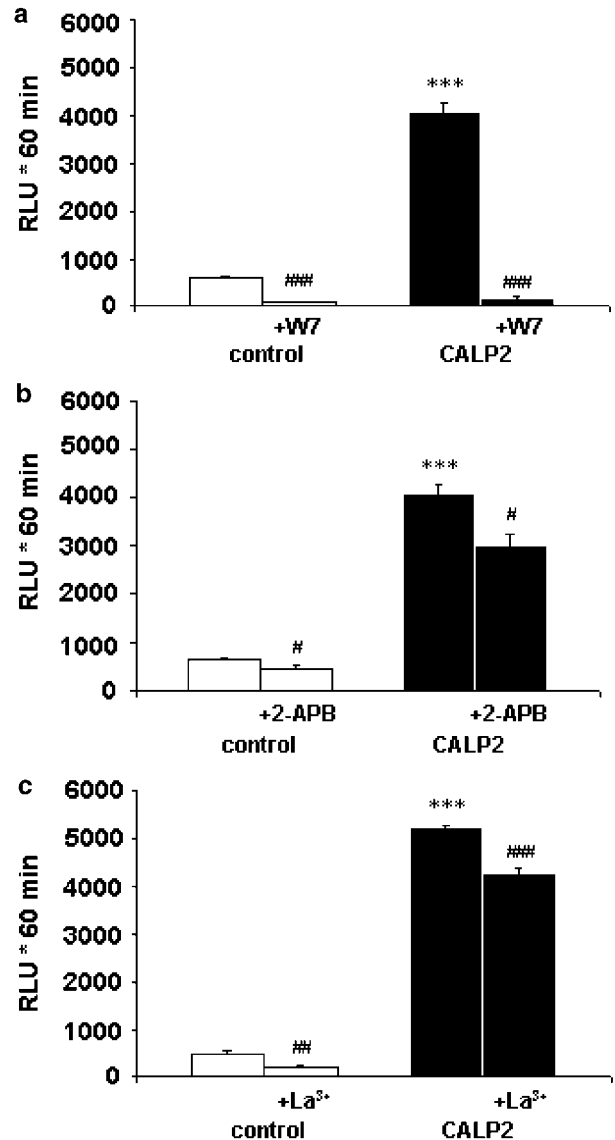 a
RLU * 60 min
6000
5000
4000
3000
2000
1000
0
***
###
###
+W7
+W7
control
CALP2
b
RLU * 60 min
6000
5000
4000
3000
2000
1000
0
***
#
#
+2-APB
+2-APB
control
CALP2
c
RLU * 60 min
6000
5000
4000
3000
2000
1000
0
***
###
##
+La³⁺
+La³⁺
control
CALP2